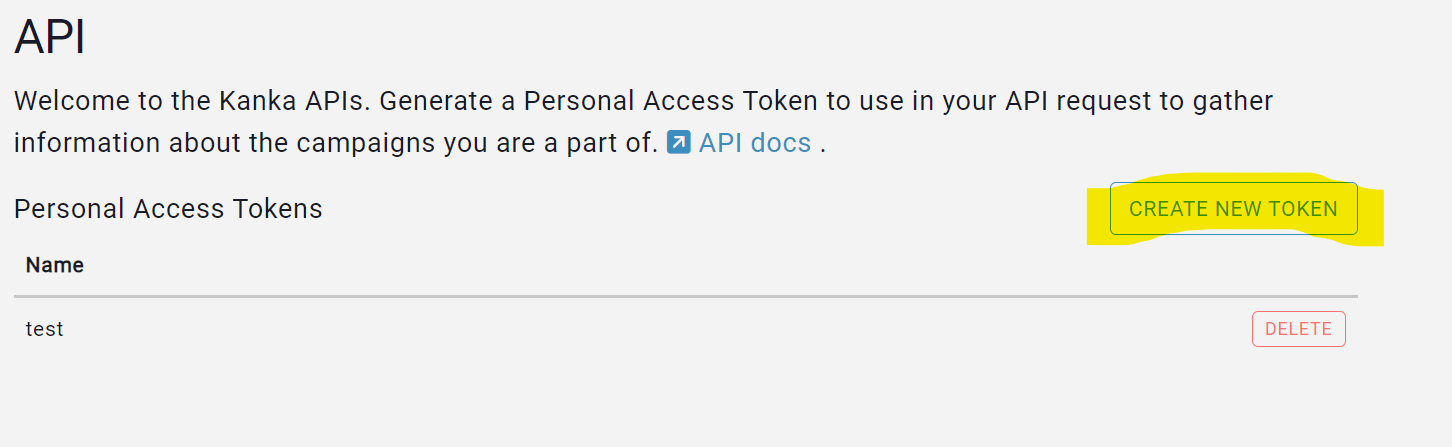 API
Welcome to the Kanka APIs. Generate a Personal Access Token to use in your API request to gather
information about the campaigns you are a part of. API docs .
Personal Access Tokens
CREATE NEW TOKEN
Name
test
DELETE